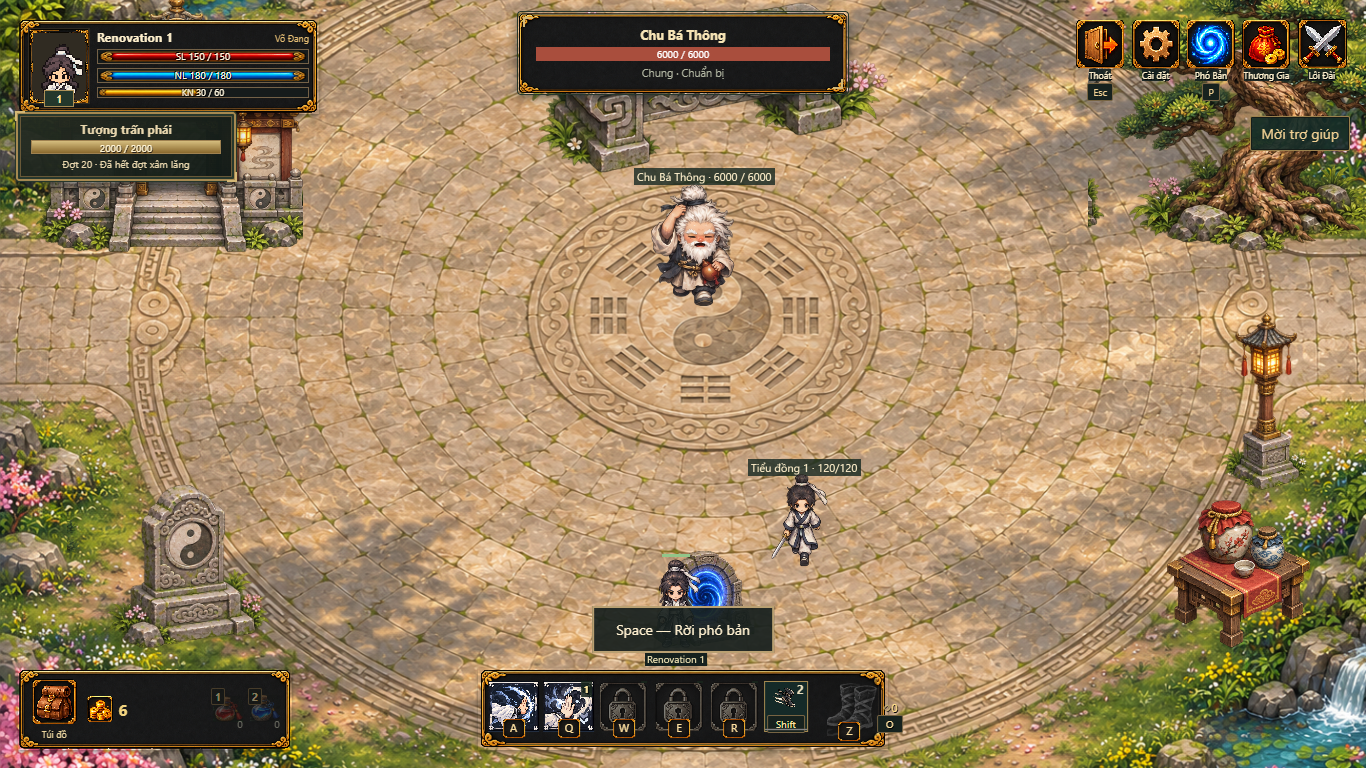 Renovation 1
Võ Đang
SL 150 / 150
NL 180 / 180
KN 30 / 60
1
Tượng trấn phái
2000 / 2000
Đợt 20 · Đã hết đợt xâm lăng
Chu Bá Thông
6000 / 6000
Chung · Chuẩn bị
Thoát
Cài đặt
Phó Bản
Thương Gia
Lôi Đài
Esc
P
Mời trợ giúp
Chu Bá Thông · 6000 / 6000
Tiểu đồng 1 · 120/120
Space — Rời phó bản
Renovation 1
Túi đồ
6
1
0
2
0
A
1
Q
W
E
R
2
Shift
Z
0
O